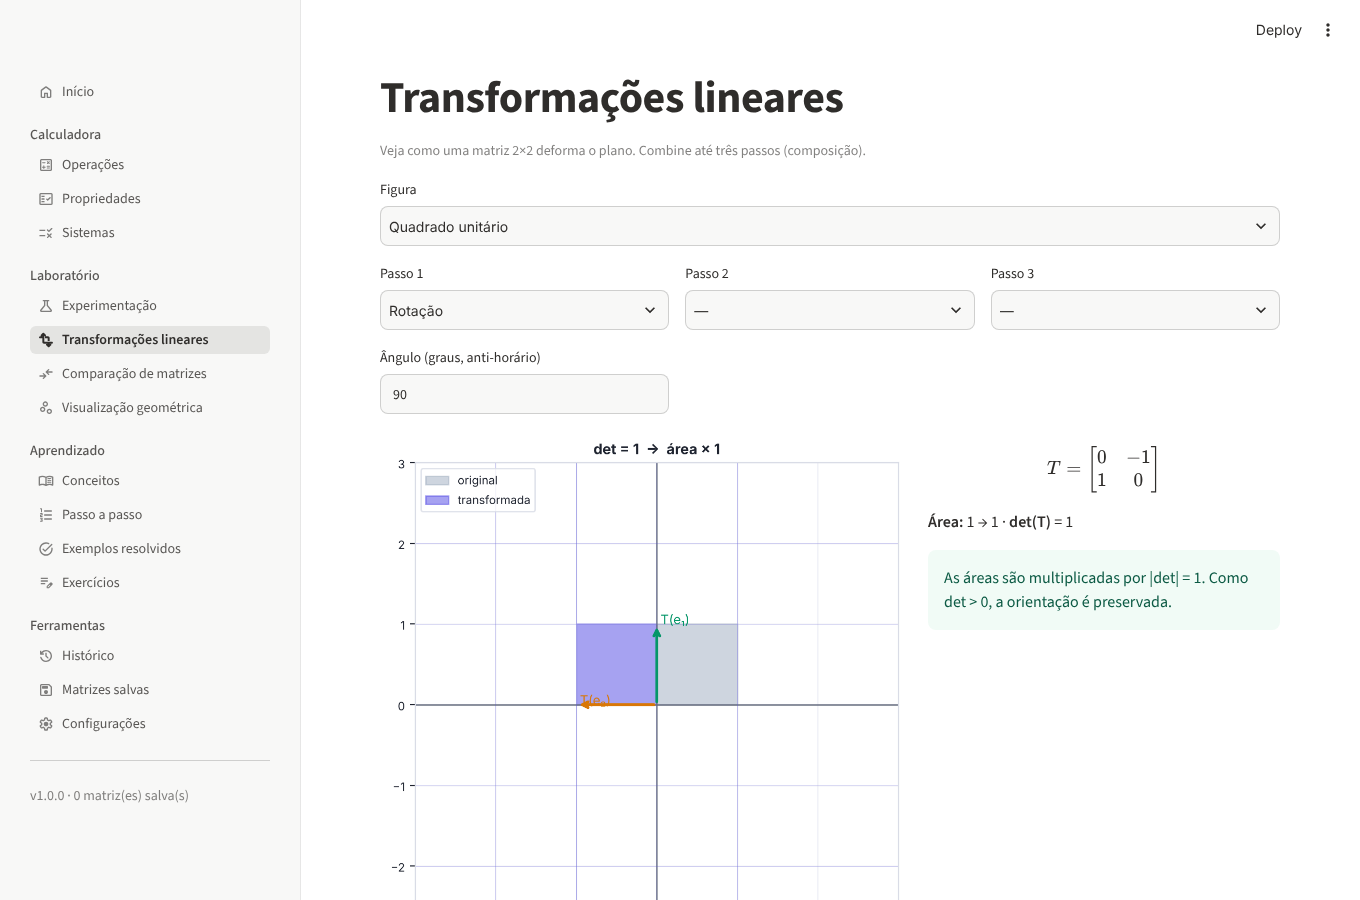 Deploy
Início
Calculadora
Operações
Propriedades
Sistemas
Laboratório
Experimentação
Transformações lineares
Comparação de matrizes
Visualização geométrica
Aprendizado
Conceitos
Passo a passo
Exemplos resolvidos
Exercícios
Ferramentas
Histórico
Matrizes salvas
Configurações
v1.0.0 · 0 matriz(es) salva(s)
Transformações lineares
Veja como uma matriz 2×2 deforma o plano. Combine até três passos (composição).
Figura
Quadrado unitário
Passo 1
Passo 2
Passo 3
Rotação
—
—
Ângulo (graus, anti-horário)
90
det = 1 → área × 1
original
transformada
3
2
1
0
−1
−2
T(e₁)
T(e₂)
T = [0 −1
1 0]
Área: 1 → 1 · det(T) = 1
As áreas são multiplicadas por |det| = 1. Como
det > 0, a orientação é preservada.